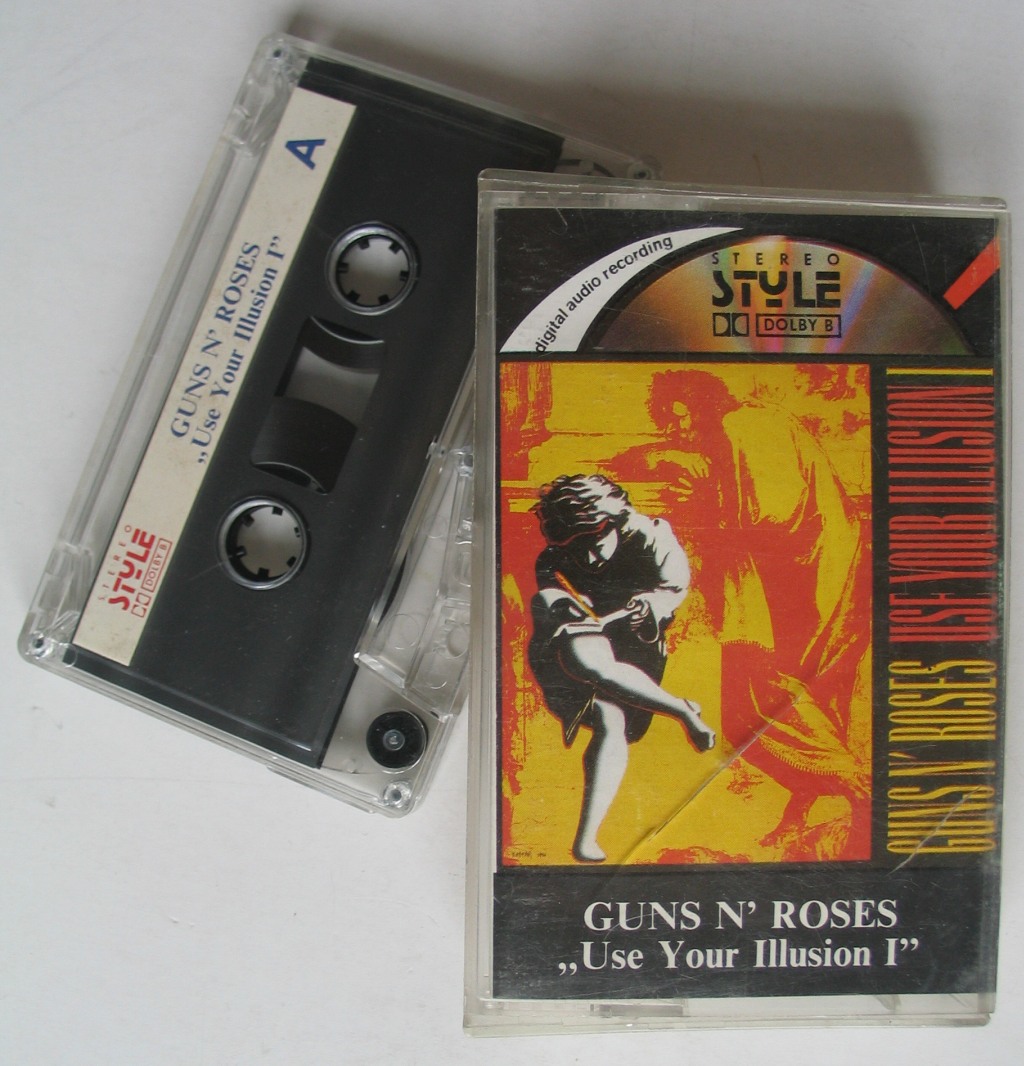 A
GUNS N' ROSES
„Use Your Illusion I”
STEREO
STYLE
DOLBY B
digital audio recording
STEREO
STYLE
DOLBY B
GUNS N' ROSES USE YOUR ILLUSION I
GUNS N' ROSES
„Use Your Illusion I”